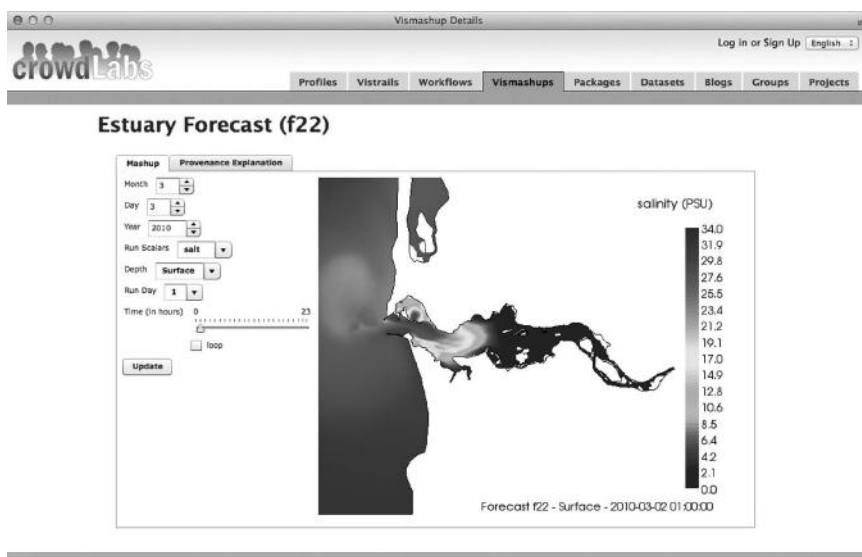 Vismashup Details
Log in or Sign Up English
crowdLabs
Profiles Vistrails Workflows Vismashups Packages Datasets Blogs Groups Projects
Estuary Forecast (f22)
Mashup Provenance Explanation
Month 3
Day 3
Year 2010
Run Scalars salt
Depth Surface
Run Day 1
Time (in hours) 0 23
loop
Update
salinity (PSU)
34.0
31.9
29.8
27.6
25.5
23.4
21.2
19.1
17.0
14.9
12.8
10.6
8.5
6.4
4.2
2.1
0.0
Forecast f22 - Surface - 2010-03-02 01:00:00